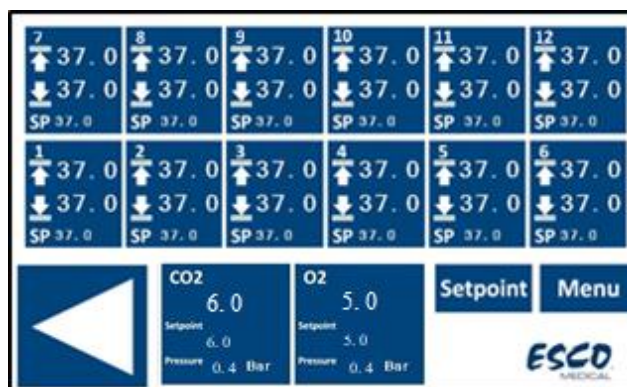 7 8 9 10 11 12
37.0 37.0 37.0 37.0 37.0 37.0
37.0 37.0 37.0 37.0 37.0 37.0
SP 37.0 SP 37.0 SP 37.0 SP 37.0 SP 37.0 SP 37.0
1 2 3 4 5 6
37.0 37.0 37.0 37.0 37.0 37.0
37.0 37.0 37.0 37.0 37.0 37.0
SP 37.0 SP 37.0 SP 37.0 SP 37.0 SP 37.0 SP 37.0
CO2
6.0
Setpoint
6.0
Pressure 0.4 Bar
O2
5.0
Setpoint
5.0
Pressure 0.4 Bar
Setpoint Menu
ESCO
MEDICAL